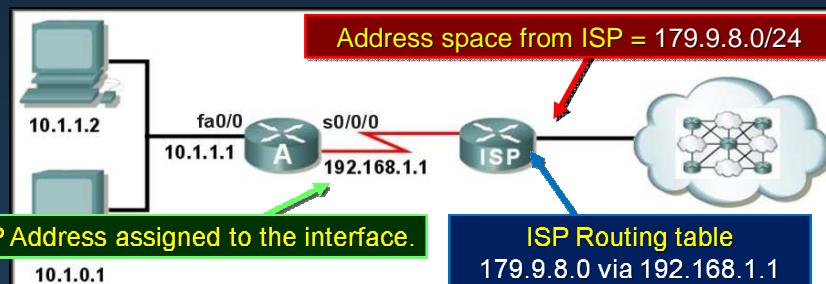 Address space from ISP = 179.9.8.0/24
10.1.1.2
fa0/0
10.1.1.1
A
s0/0/0
192.168.1.1
ISP
P Address assigned to the interface.
10.1.0.1
ISP Routing table
179.9.8.0 via 192.168.1.1